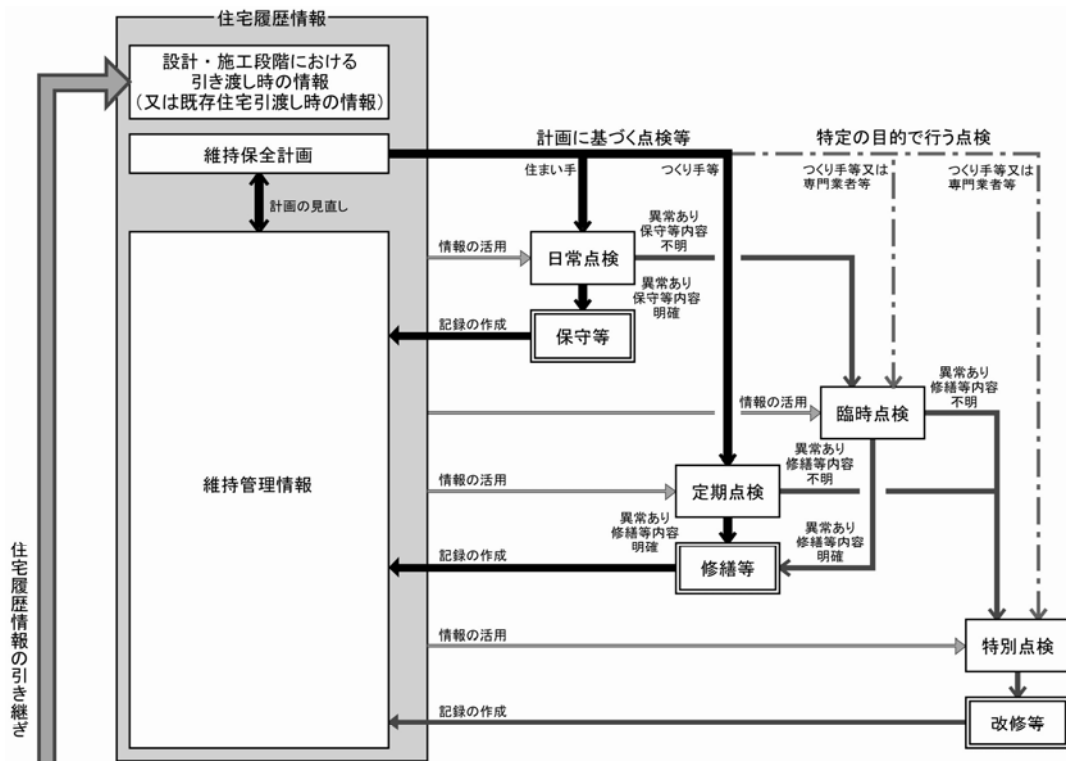 住宅履歴情報
設計・施工段階における
引き渡し時の情報
(又は既存住宅引渡し時の情報)
維持保全計画
計画に基づく点検等
特定の目的で行う点検
住まい手
つくり手等
つくり手等又は
専門業者等
つくり手等又は
専門業者等
計画の見直し
情報の活用
日常点検
異常あり
保守等内容
不明
異常あり
保守等内容
明確
記録の作成
保守等
情報の活用
臨時点検
異常あり
修繕等内容
不明
維持管理情報
情報の活用
定期点検
異常あり
修繕等内容
不明
異常あり
修繕等内容
明確
異常あり
修繕等内容
明確
記録の作成
修繕等
情報の活用
特別点検
記録の作成
改修等
住宅履歴情報の引き継ぎ